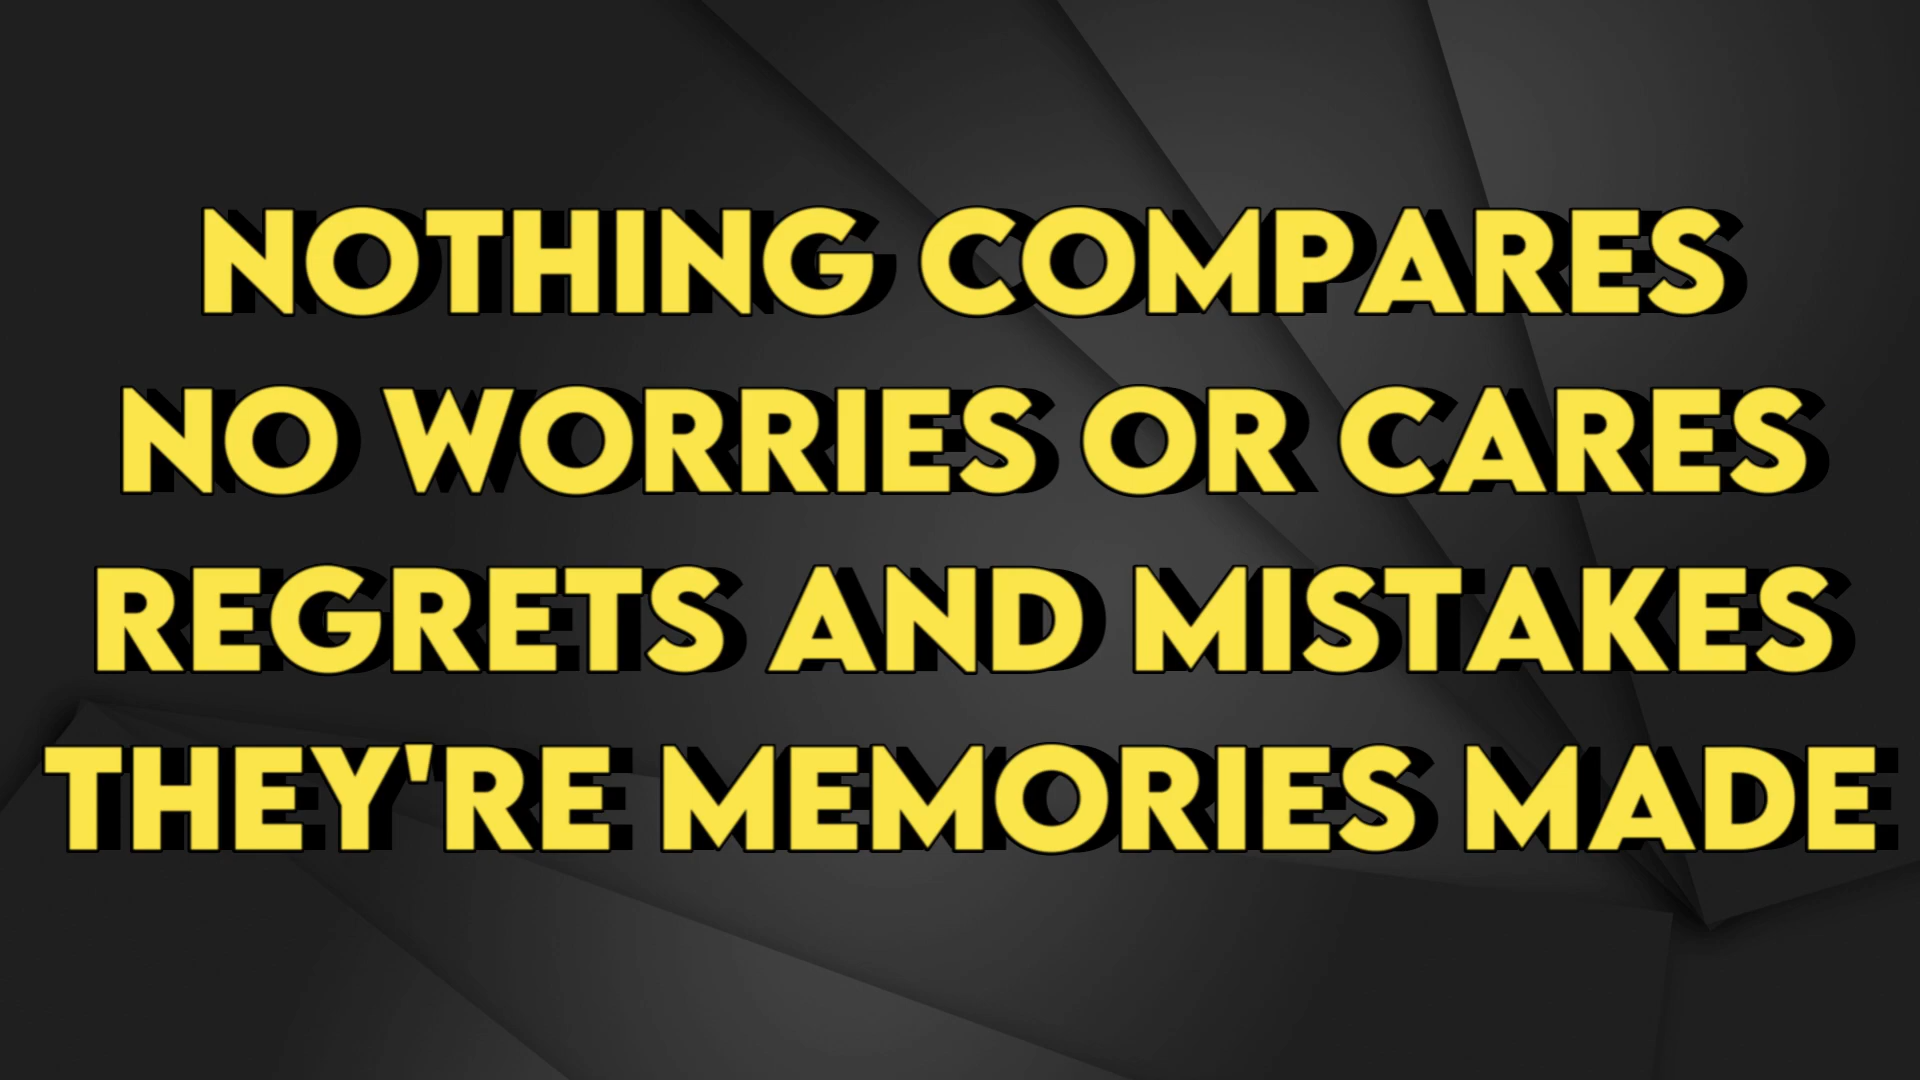 NOTHING COMPARES
NO WORRIES OR CARES
REGRETS AND MISTAKES
THEY'RE MEMORIES MADE